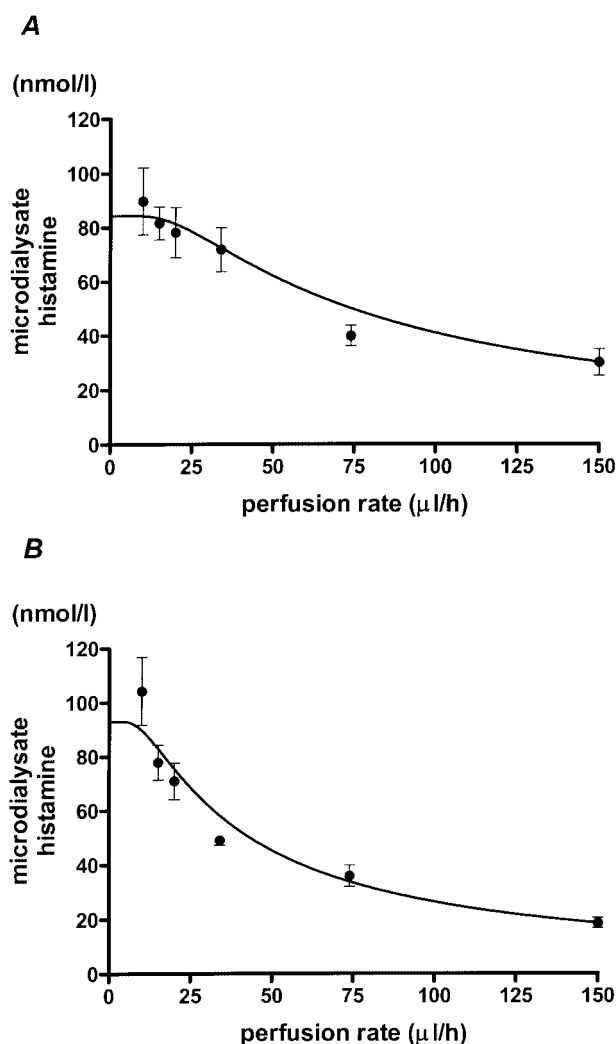 A
(nmol/l)
microdialysate
histamine
120
100
80
60
40
20
0
0 25 50 75 100 125 150
perfusion rate (µl/h)
B
(nmol/l)
microdialysate
histamine
120
100
80
60
40
20
0
0 25 50 75 100 125 150
perfusion rate (µl/h)